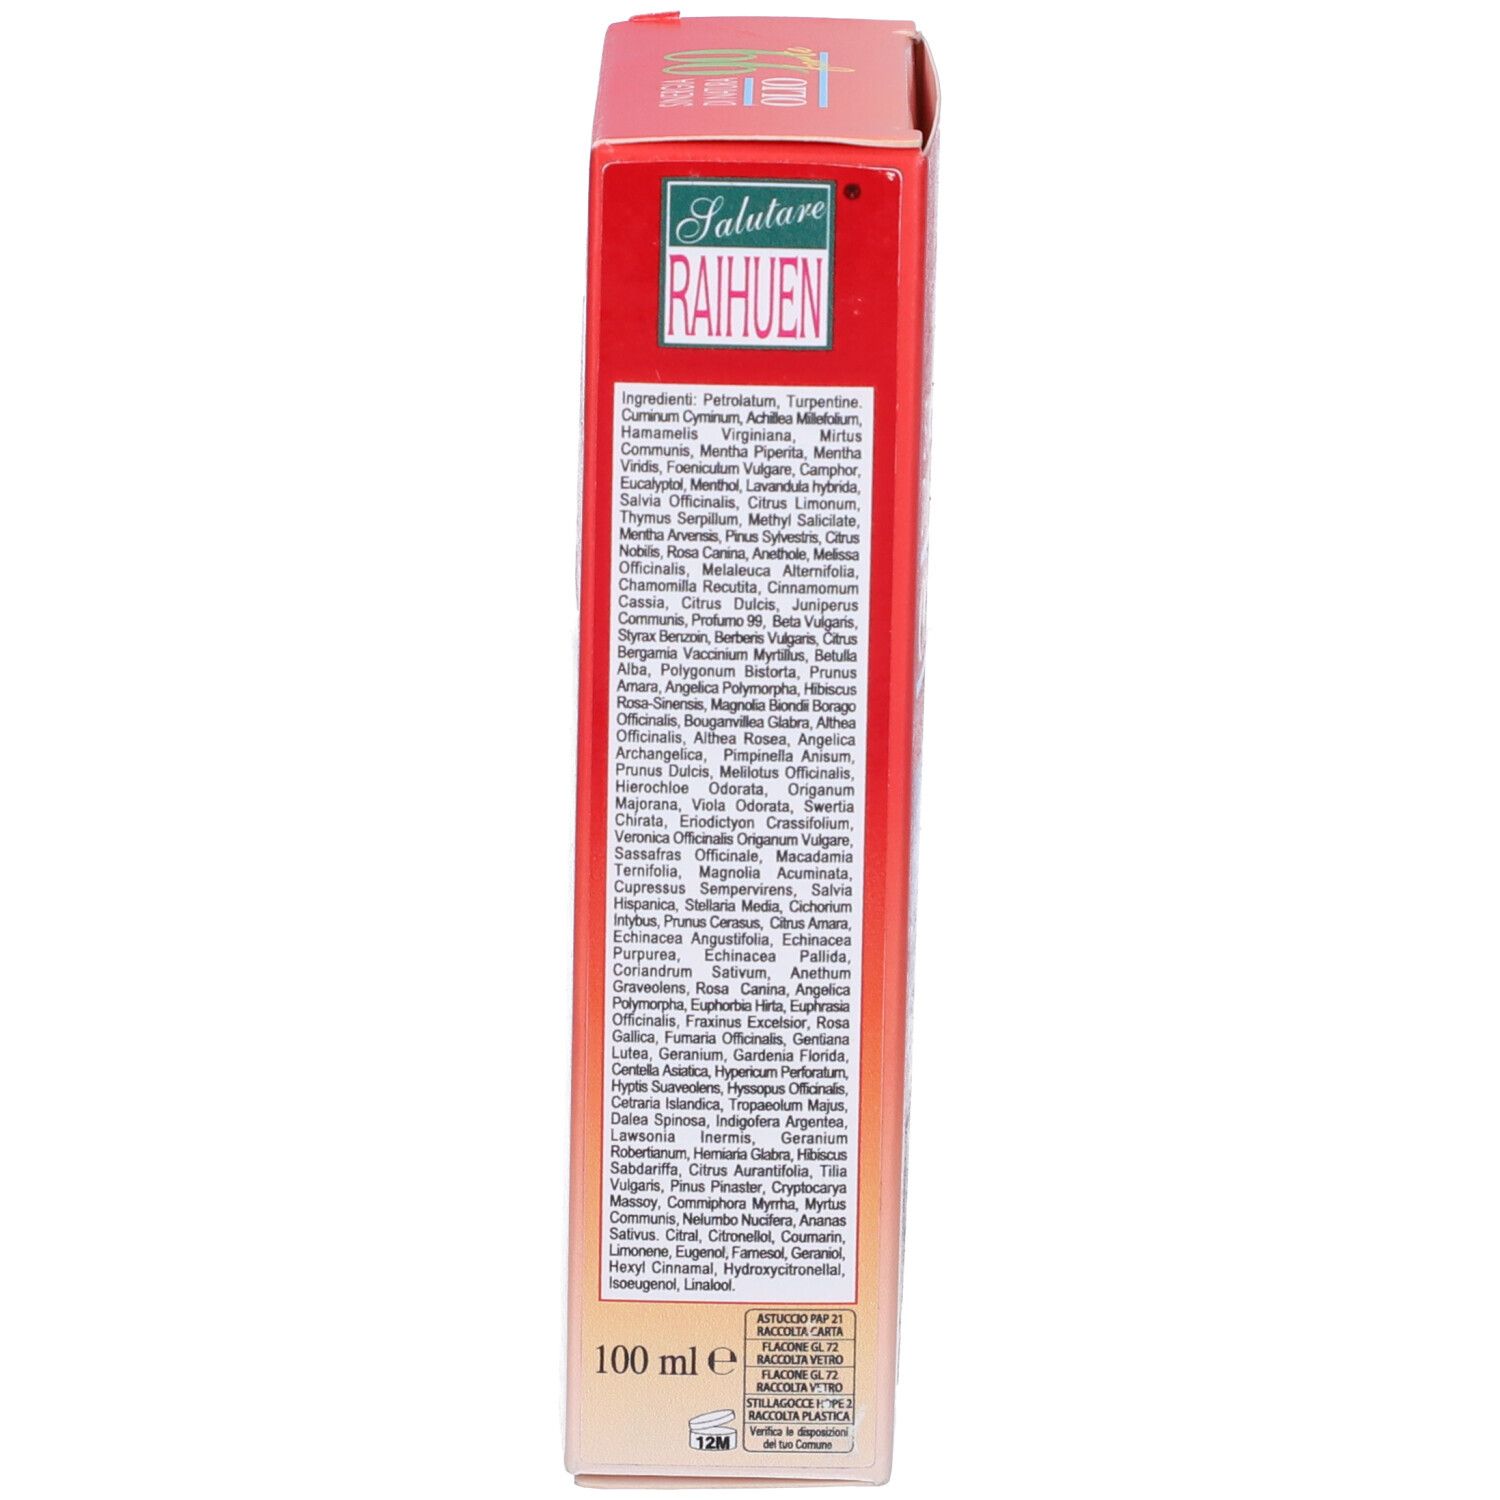 SINERGIA
DI NATURA
99
OLIO
forte
Salutare
®
RAIHUEN
Ingredienti: Petrolatum, Turpentine.
Cuminum Cyminum, Achillea Millefolium,
Hamamelis Virginiana, Mirtus
Communis, Mentha Piperita, Mentha
Viridis, Foeniculum Vulgare, Camphor,
Eucalyptol, Menthol, Lavandula hybrida,
Salvia Officinalis, Citrus Limonum,
Thymus Serpillum, Methyl Salicilate,
Mentha Arvensis, Pinus Sylvestris, Citrus
Nobilis, Rosa Canina, Anethole, Melissa
Officinalis, Melaleuca Alternifolia,
Chamomilla Recutita, Cinnamomum
Cassia, Citrus Dulcis, Juniperus
Communis, Profumo 99, Beta Vulgaris,
Styrax Benzoin, Berberis Vulgaris, Citrus
Bergamia Vaccinium Myrtillus, Betulla
Alba, Polygonum Bistorta, Prunus
Amara, Angelica Polymorpha, Hibiscus
Rosa-Sinensis, Magnolia Biondii Borago
Officinalis, Bouganvillea Glabra, Althea
Officinalis, Althea Rosea, Angelica
Archangelica, Pimpinella Anisum,
Prunus Dulcis, Melilotus Officinalis,
Hierochloe Odorata, Origanum
Majorana, Viola Odorata, Swertia
Chirata, Eriodictyon Crassifolium,
Veronica Officinalis Origanum Vulgare,
Sassafras Officinale, Macadamia
Ternifolia, Magnolia Acuminata,
Cupressus Sempervirens, Salvia
Hispanica, Stellaria Media, Cichorium
Intybus, Prunus Cerasus, Citrus Amara,
Echinacea Angustifolia, Echinacea
Purpurea, Echinacea Pallida,
Coriandrum Sativum, Anethum
Graveolens, Rosa Canina, Angelica
Polymorpha, Euphorbia Hirta, Euphrasia
Officinalis, Fraxinus Excelsior, Rosa
Gallica, Fumaria Officinalis, Gentiana
Lutea, Geranium, Gardenia Florida,
Centella Asiatica, Hypericum Perforatum,
Hyptis Suaveolens, Hyssopus Officinalis,
Cetraria Islandica, Tropaeolum Majus,
Dalea Spinosa, Indigofera Argentea,
Lawsonia Inermis, Geranium
Robertianum, Herniaria Glabra, Hibiscus
Sabdariffa, Citrus Aurantifolia, Tilia
Vulgaris, Pinus Pinaster, Cryptocarya
Massoy, Commiphora Myrrha, Myrtus
Communis, Nelumbo Nucifera, Ananas
Sativus. Citral, Citronellol, Coumarin,
Limonene, Eugenol, Farnesol, Geraniol,
Hexyl Cinnamal, Hydroxycitronellal,
Isoeugenol, Linalool.
100 ml ℮
12M
ASTUCCIO PAP 21
RACCOLTA CARTA
FLACONE GL 72
RACCOLTA VETRO
FLACONE GL 72
RACCOLTA VETRO
STILLAGOCCE HDPE 2
RACCOLTA PLASTICA
Verifica le disposizioni
del tuo Comune